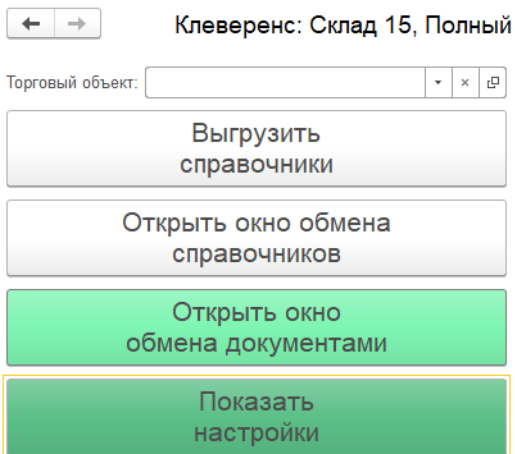 Клеверенс: Склад 15, Полный
Торговый объект:
Выгрузить
справочники
Открыть окно обмена
справочников
Открыть окно
обмена документами
Показать
настройки